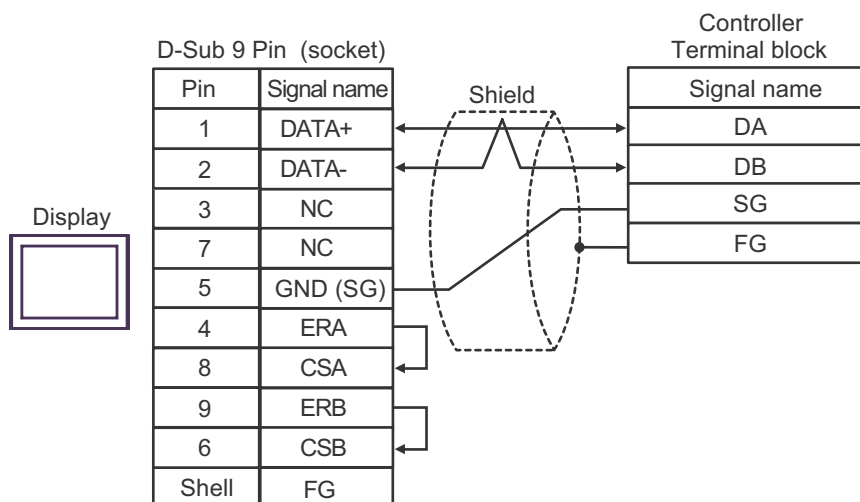 Controller
D-Sub 9 Pin (socket) Terminal block
Pin Signal name Shield Signal name
1 DATA+ DA
2 DATA- DB
3 NC SG
Display
7 NC FG
5 GND (SG)
4 ERA
8 CSA
9 ERB
6 CSB
Shell FG